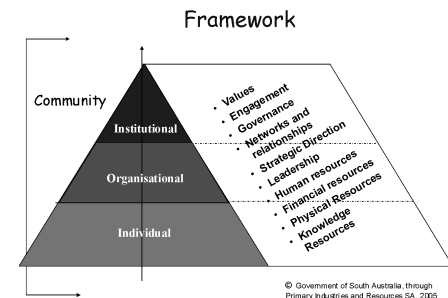 Framework
Community
Institutional
Organisational
Individual
• Values
• Engagement
• Governance
• Networks and
relationships
• Strategic Direction
• Leadership
• Human resources
• Financial resources
• Physical Resources
• Knowledge
Resources
© Government of South Australia, through
Primary Industries and Resources SA, 2005